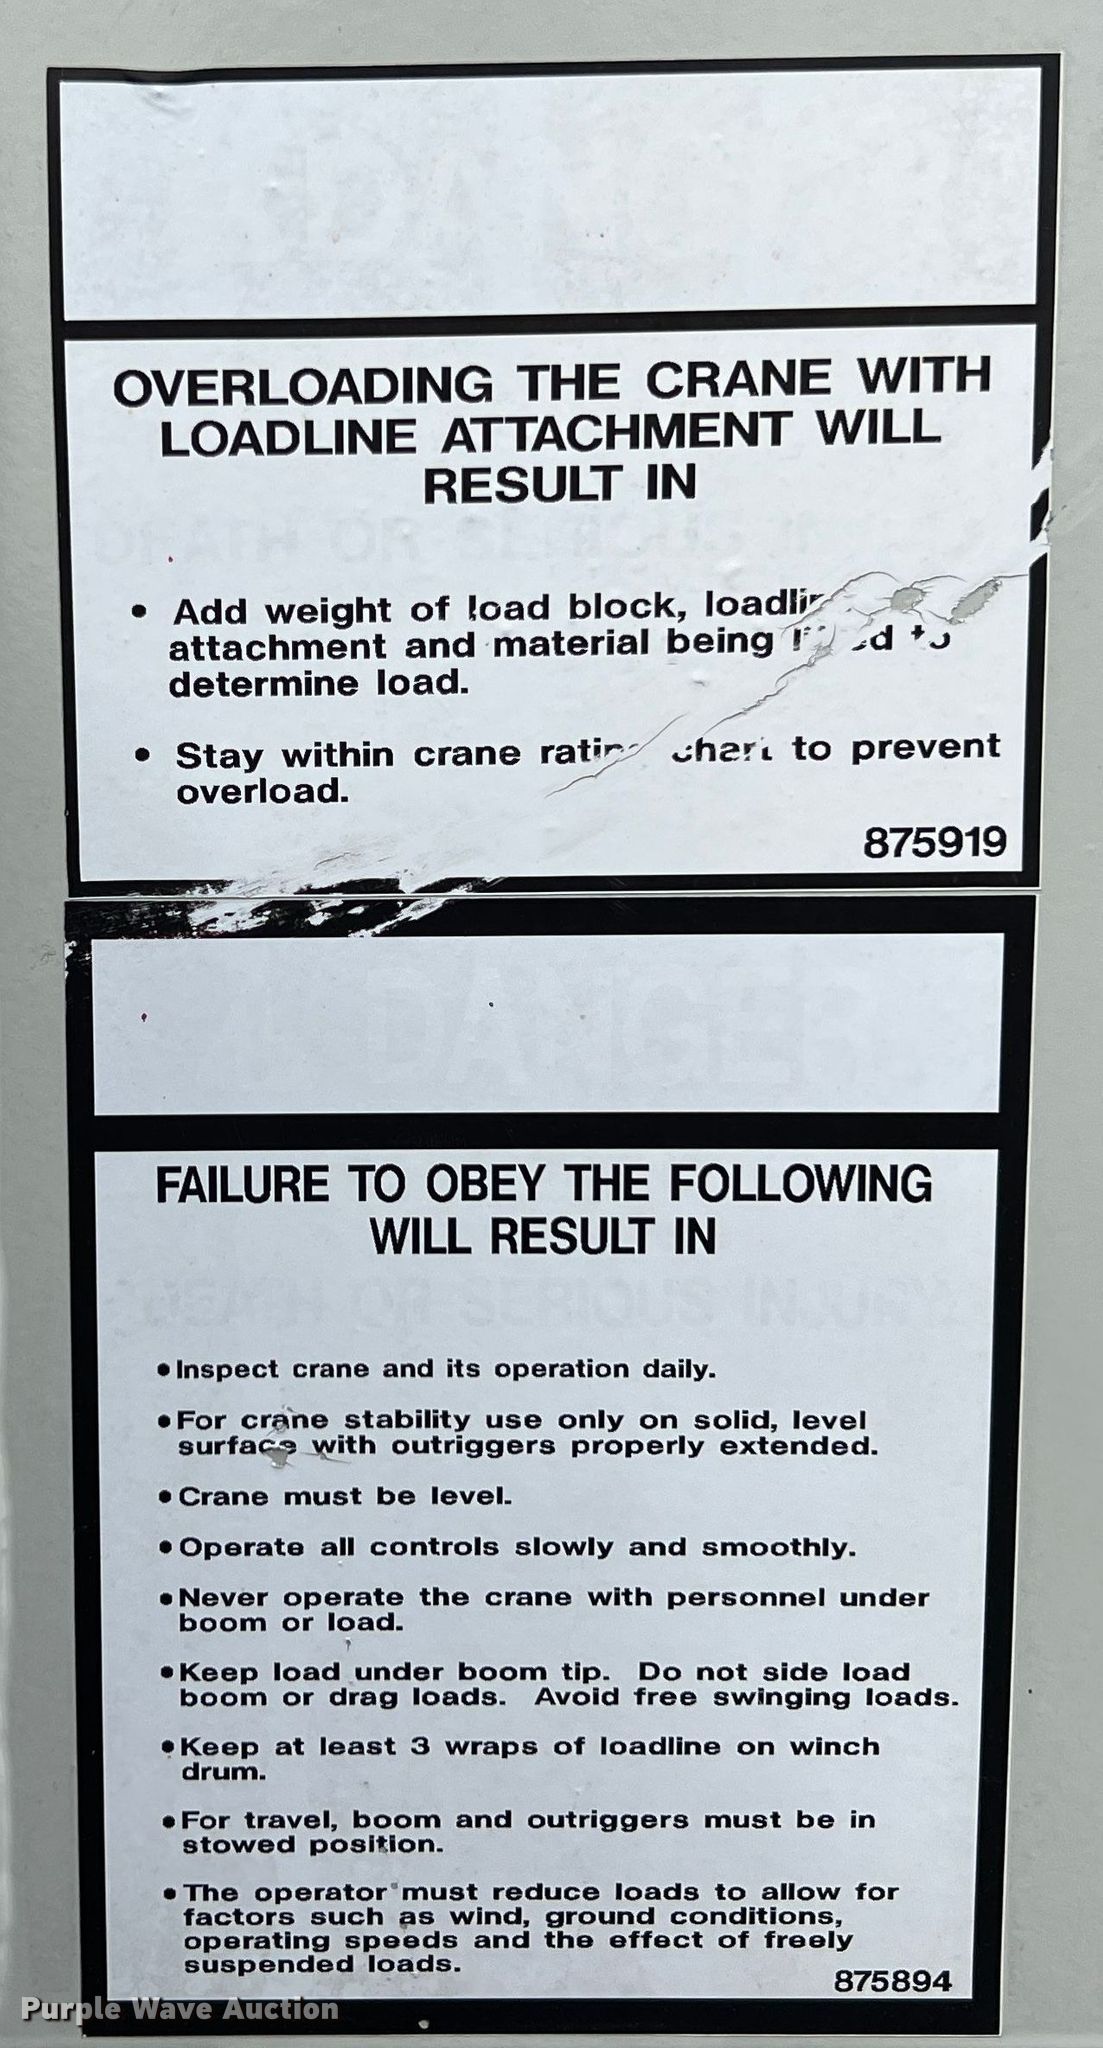 OVERLOADING THE CRANE WITH
LOADLINE ATTACHMENT WILL
RESULT IN
• Add weight of load block,
attachment and material being
determine load.
• Stay within crane chart to prevent
overload.
875919
DANGER
FAILURE TO OBEY THE FOLLOWING
WILL RESULT IN
DEATH OR SERIOUS INJURY
• Inspect crane and its operation daily.
• For crane stability use only on solid, level
surface with outriggers properly extended.
• Crane must be level.
• Operate all controls slowly and smoothly.
• Never operate the crane with personnel under
boom or load.
• Keep load under boom tip. Do not side load
boom or drag loads. Avoid free swinging loads.
• Keep at least 3 wraps of loadline on winch
drum.
• For travel, boom and outriggers must be in
stowed position.
• The operator must reduce loads to allow for
factors such as wind, ground conditions,
operating speeds and the effect of freely
suspended loads.
875894
Purple Wave Auction